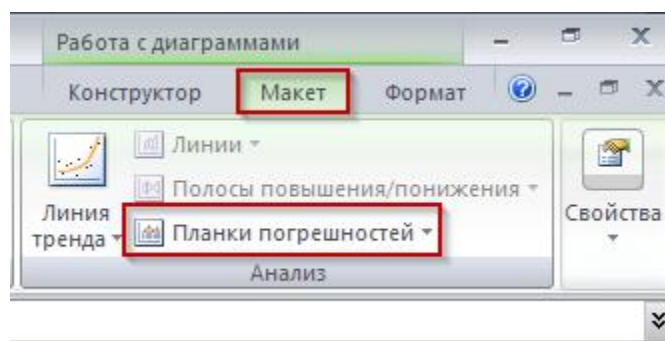 Работа с диаграммами
Конструктор Макет Формат
Линии
Полосы повышения/понижения
Линия тренда
Планки погрешностей
Свойства
Анализ